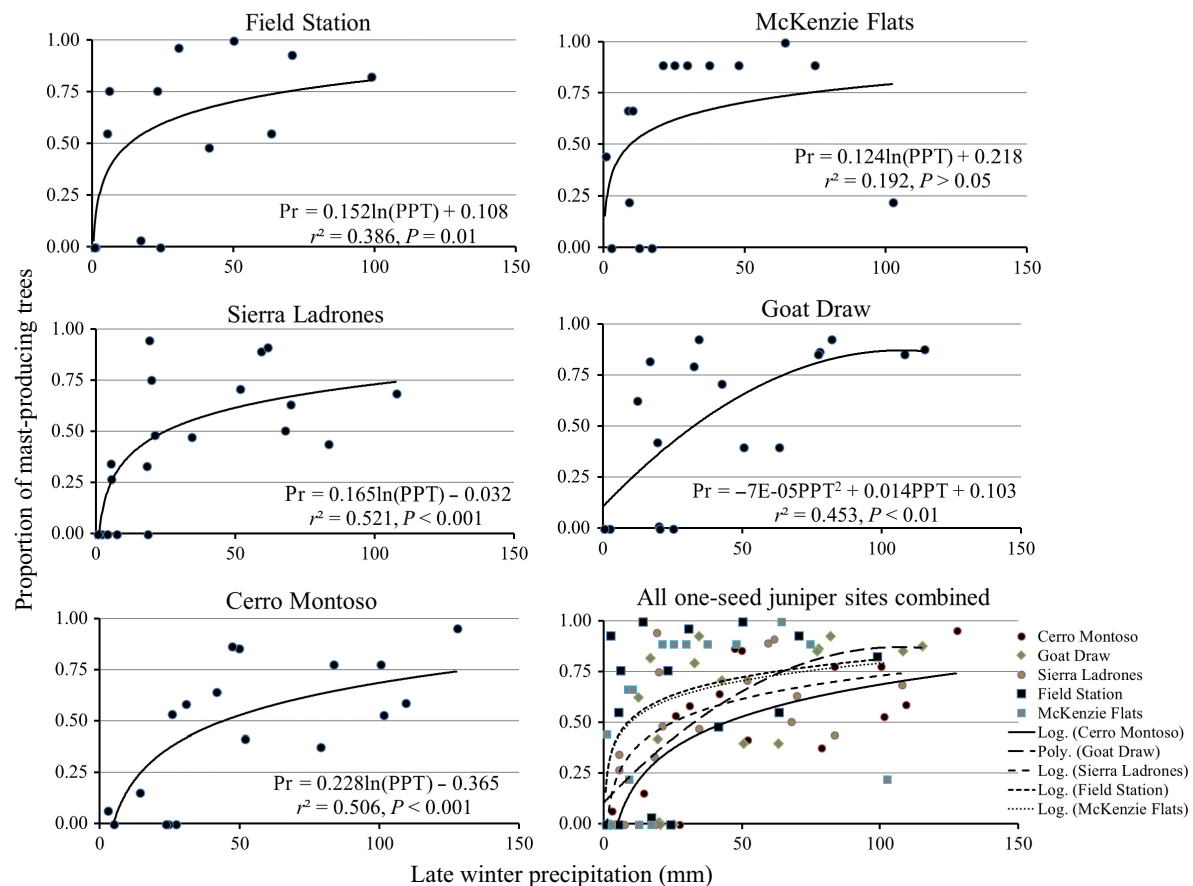 Field Station
1.00
0.75
0.50
0.25
0.00
Pr = 0.152ln(PPT) + 0.108
r² = 0.386, P = 0.01
0 50 100 150
McKenzie Flats
1.00
0.75
0.50
0.25
0.00
Pr = 0.124ln(PPT) + 0.218
r² = 0.192, P > 0.05
0 50 100 150
Proportion of mast-producing trees
Sierra Ladrones
1.00
0.75
0.50
0.25
0.00
Pr = 0.165ln(PPT) – 0.032
r² = 0.521, P < 0.001
0 50 100 150
Goat Draw
1.00
0.75
0.50
0.25
0.00
Pr = –7E-05PPT² + 0.014PPT + 0.103
r² = 0.453, P < 0.01
0 50 100 150
Cerro Montoso
1.00
0.75
0.50
0.25
0.00
Pr = 0.228ln(PPT) – 0.365
r² = 0.506, P < 0.001
0 50 100 150
All one-seed juniper sites combined
1.00
0.75
0.50
0.25
0.00
0 50 100 150
Cerro Montoso
Goat Draw
Sierra Ladrones
Field Station
McKenzie Flats
Log. (Cerro Montoso)
Poly. (Goat Draw)
Log. (Sierra Ladrones)
Log. (Field Station)
Log. (McKenzie Flats)
Late winter precipitation (mm)